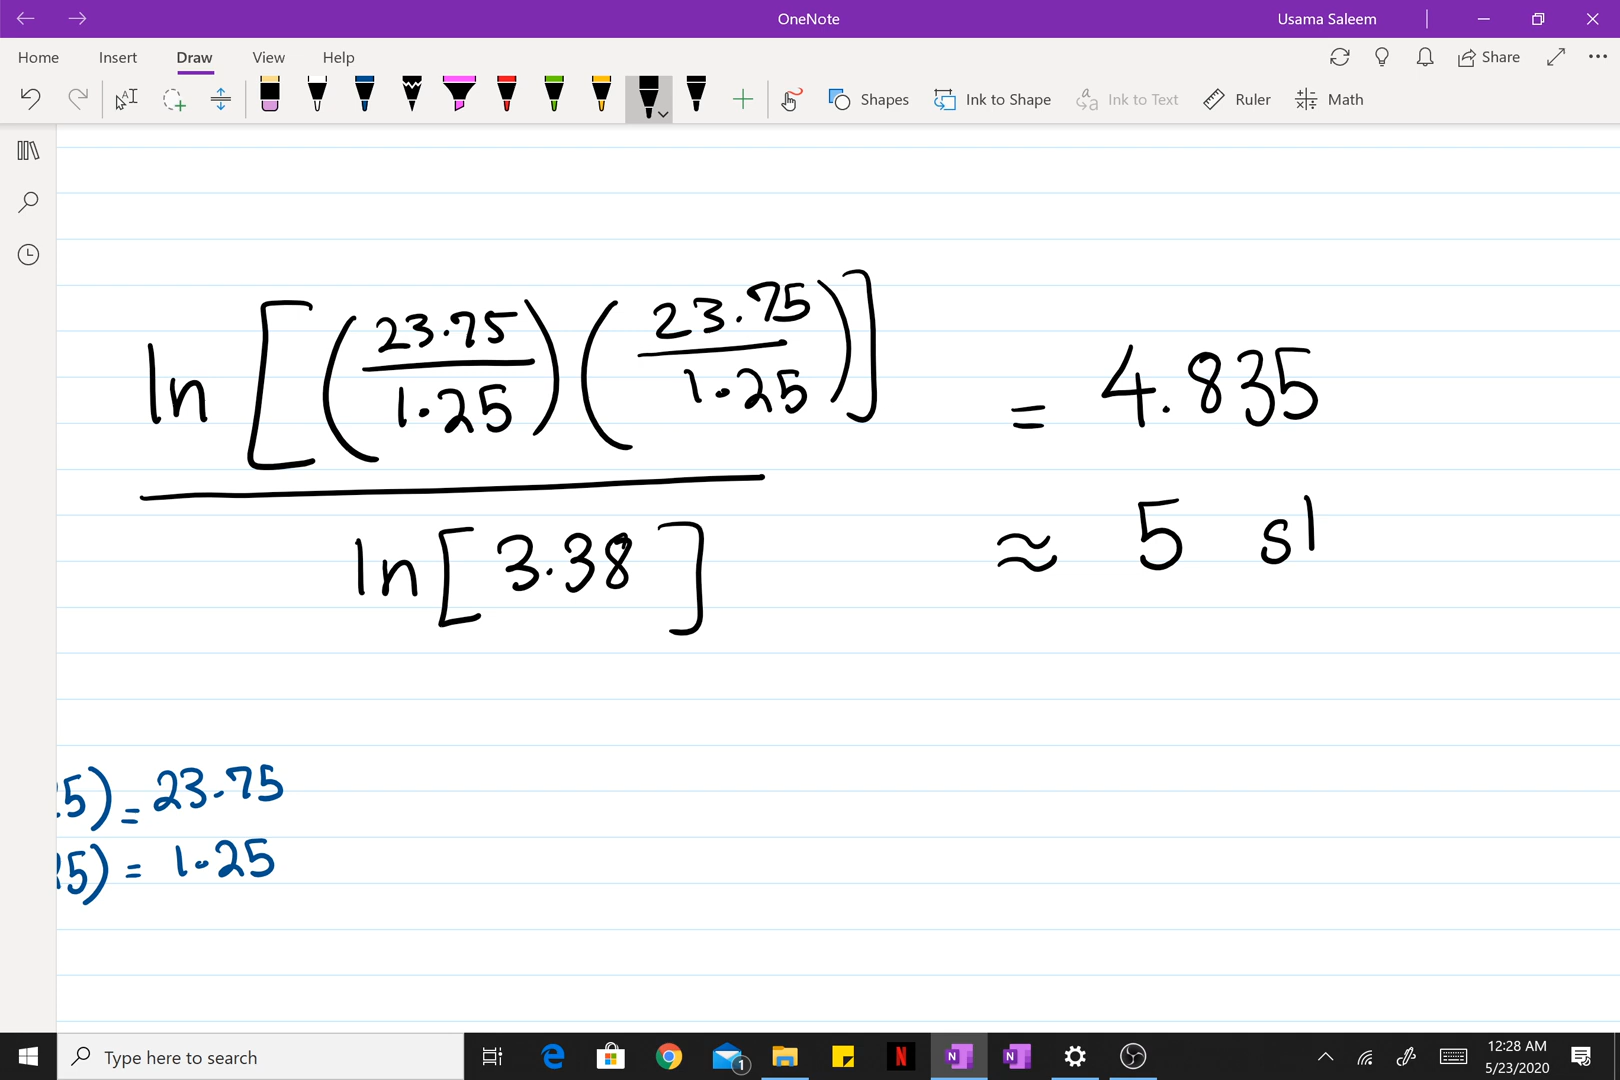 OneNote
Usama Saleem
Home Insert Draw View Help
Share
Shapes Ink to Shape Ink to Text Ruler Math
ln [ ( 23.75 / 1.25 ) ( 23.75 / 1.25 ) ] = 4.835
ln [ 3.38 ] ≈ 5 sl
5) = 23.75
5) = 1.25
Type here to search
1
12:28 AM
5/23/2020